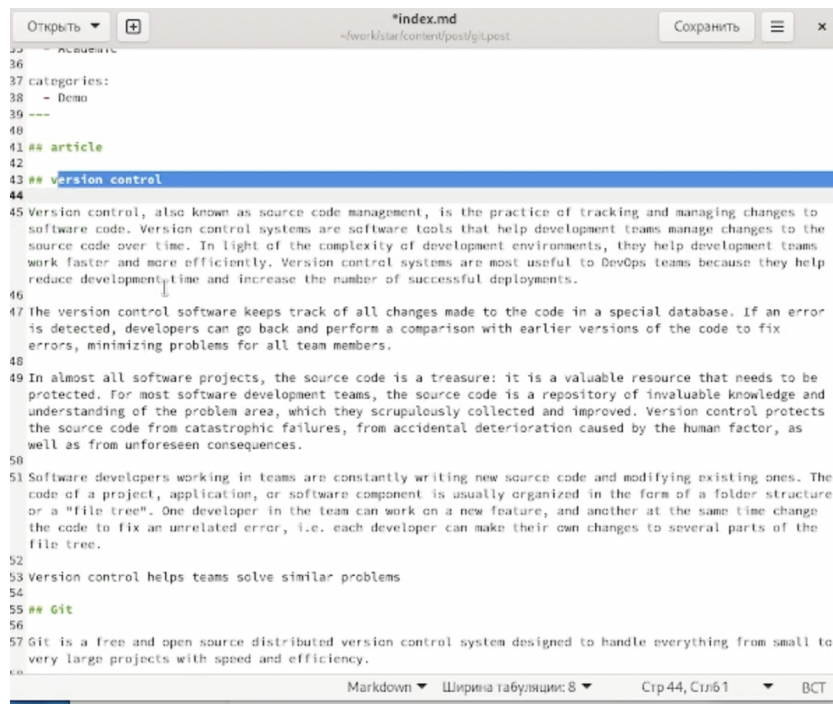 Открыть
*index.md
~/work/star/content/post/git.post
Сохранить
35 - Academic
36
37 categories:
38 - Demo
39 ---
40
41 ## article
42
43 ## version control
44
45 Version control, also known as source code management, is the practice of tracking and managing changes to
software code. Version control systems are software tools that help development teams manage changes to the
source code over time. In light of the complexity of development environments, they help development teams
work faster and more efficiently. Version control systems are most useful to DevOps teams because they help
reduce development time and increase the number of successful deployments.
46
47 The version control software keeps track of all changes made to the code in a special database. If an error
is detected, developers can go back and perform a comparison with earlier versions of the code to fix
errors, minimizing problems for all team members.
48
49 In almost all software projects, the source code is a treasure: it is a valuable resource that needs to be
protected. For most software development teams, the source code is a repository of invaluable knowledge and
understanding of the problem area, which they scrupulously collected and improved. Version control protects
the source code from catastrophic failures, from accidental deterioration caused by the human factor, as
well as from unforeseen consequences.
50
51 Software developers working in teams are constantly writing new source code and modifying existing ones. The
code of a project, application, or software component is usually organized in the form of a folder structure
or a "file tree". One developer in the team can work on a new feature, and another at the same time change
the code to fix an unrelated error, i.e. each developer can make their own changes to several parts of the
file tree.
52
53 Version control helps teams solve similar problems
54
55 ## Git
56
57 Git is a free and open source distributed version control system designed to handle everything from small to
very large projects with speed and efficiency.
Markdown Ширина табуляции: 8 Стр 44, Стлб 1 ВСТ